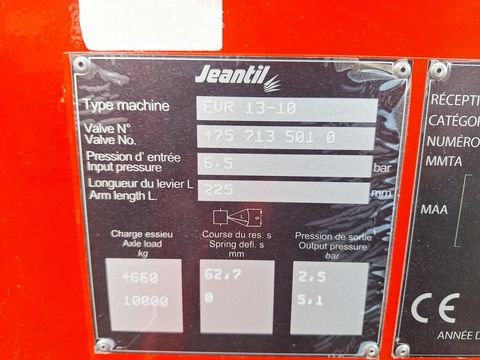 Jeantil
Type machine EVR 13-10
Valve N°
Valve No. 475 713 501 0
Pression d' entrée
Input pressure 6.5 bar
Longueur du levier L
Arm length L. 225 mm
Charge essieu Course du res. s Pression de sortie
Axle load Spring defl. s Output pressure
kg mm bar
4660 62,7 2,5
10000 0 5,1
RÉCEPTI
CATÉGOR
NUMÉRO
MMTA
MAA
CE
ANNÉE D